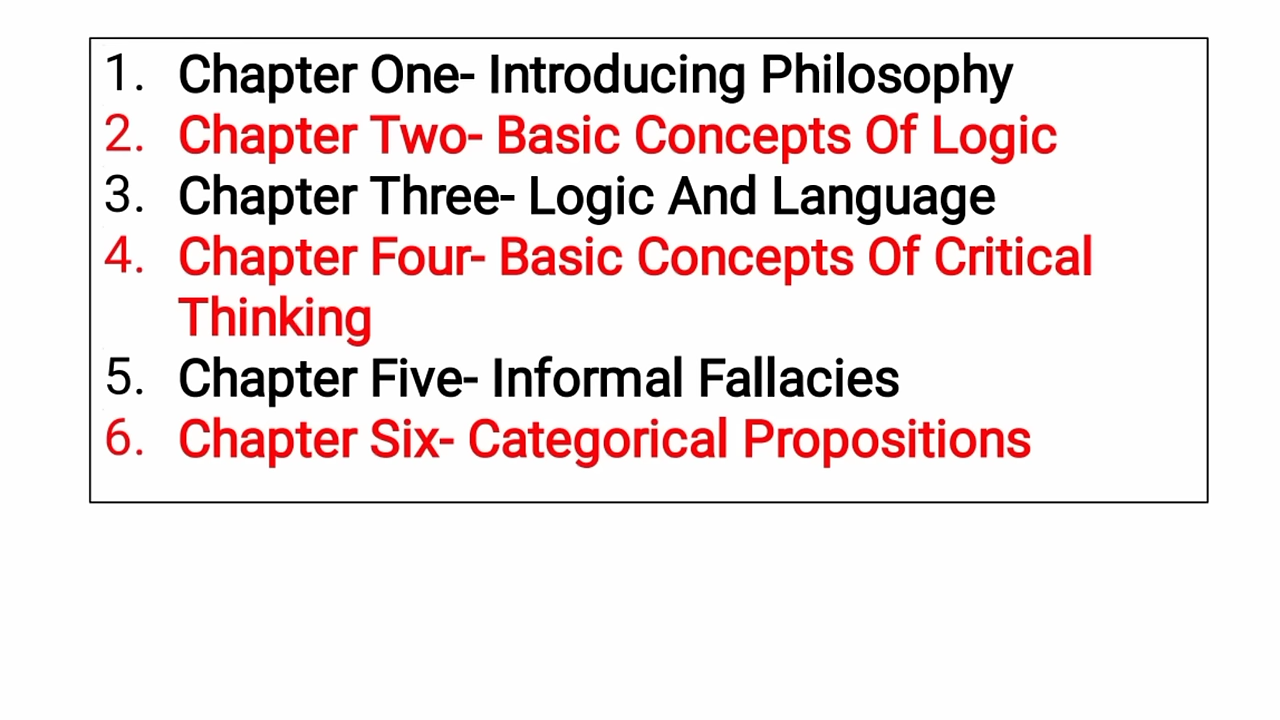 1. Chapter One- Introducing Philosophy
2. Chapter Two- Basic Concepts Of Logic
3. Chapter Three- Logic And Language
4. Chapter Four- Basic Concepts Of Critical
Thinking
5. Chapter Five- Informal Fallacies
6. Chapter Six- Categorical Propositions